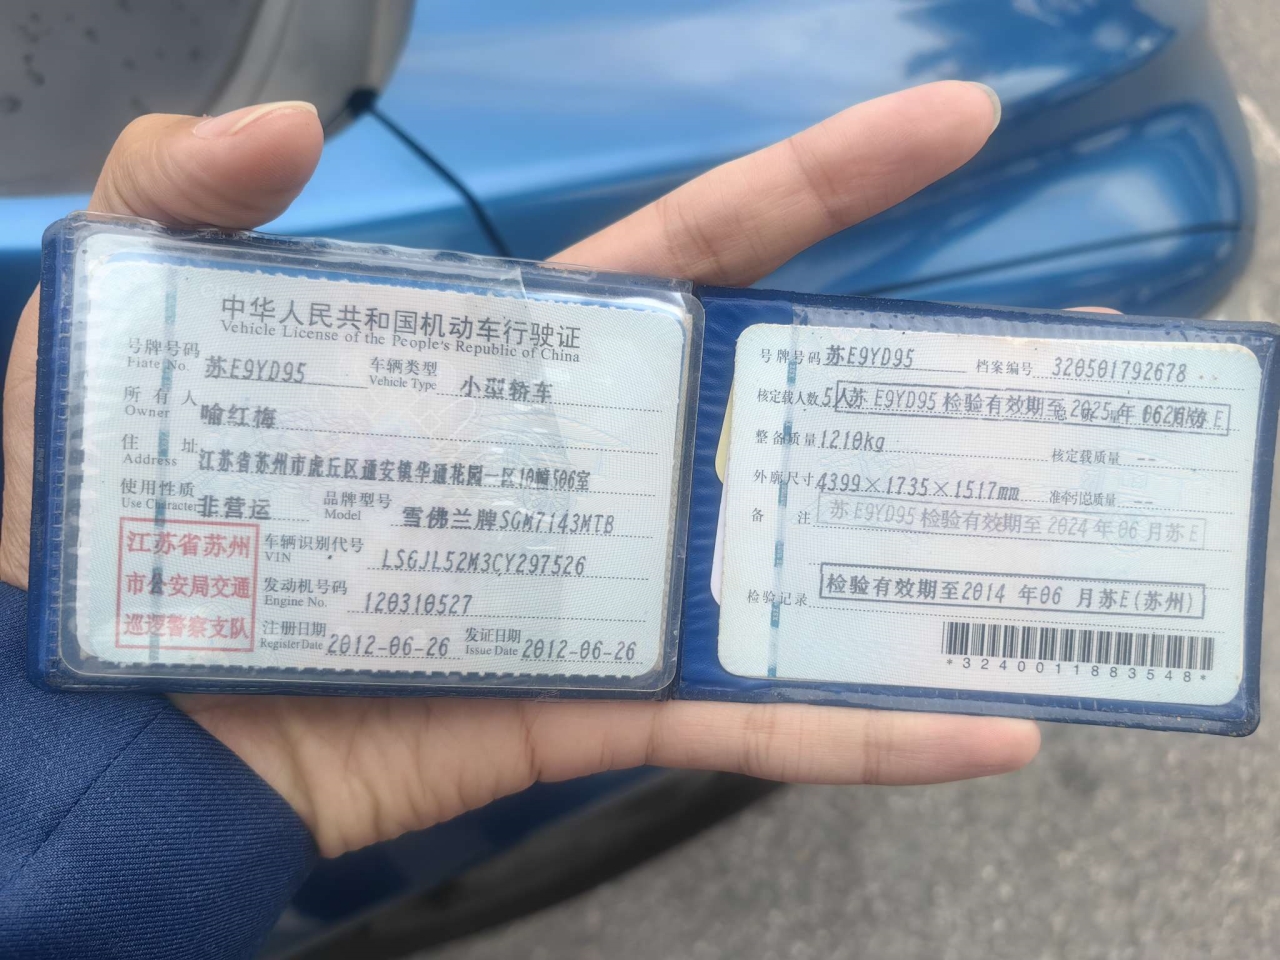 中华人民共和国机动车行驶证
Vehicle License of the People's Republic of China
号牌号码 苏E9YD95 车辆类型 小型轿车
Plate No. Vehicle Type
所有人 喻红梅
Owner
住址 江苏省苏州市虎丘区通安镇华通花园一区10幢506室
Address
使用性质 非营运 品牌型号 雪佛兰牌SGM7143MTB
Use Character Model
江苏省苏州
市公安局交通
巡逻警察支队
车辆识别代号 LSGJL52M3CY297526
VIN
发动机号码 120310527
Engine No.
注册日期 2012-06-26 发证日期 2012-06-26
Register Date Issue Date
号牌号码 苏E9YD95 档案编号 320501792678
核定载人数 5人 苏E9YD95 检验有效期至2025年06月苏E
整备质量 1210kg 核定载质量 --
外廓尺寸 4399×1735×1517mm 准牵引总质量 --
备注 苏E9YD95 检验有效期至2024年06月苏E
检验记录 检验有效期至2014年06月苏E(苏州)
*3240011883548*